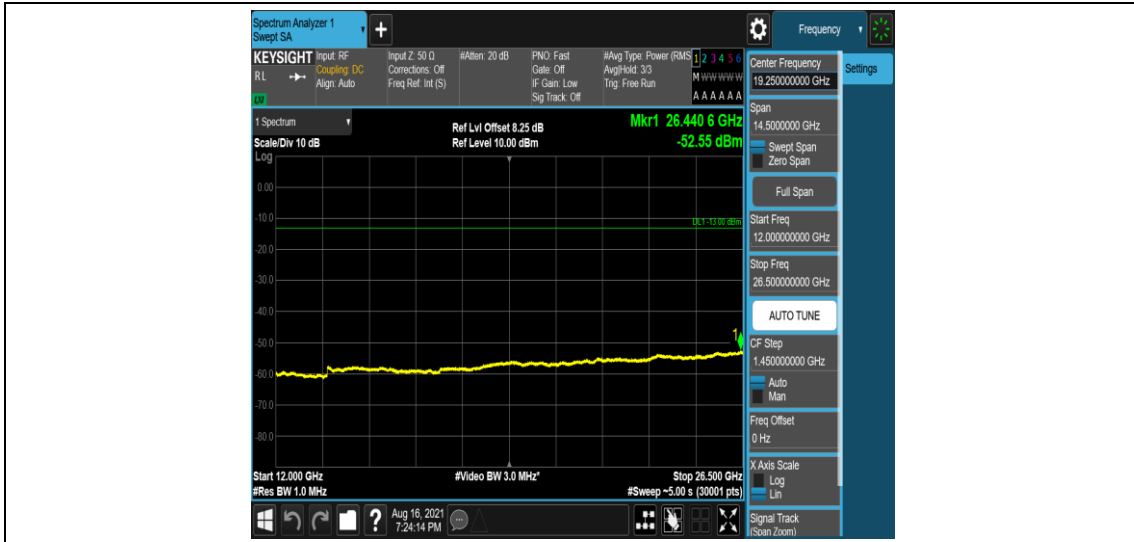 Spectrum Analyzer 1
Swept SA
+
Frequency
KEYSIGHT
RL
Input: RF
Coupling: DC
Align: Auto
Input Z: 50 Ω
Corrections: Off
Freq Ref: Int (S)
#Atten: 20 dB
PNO: Fast
Gate: Off
IF Gain: Low
Sig Track: Off
#Avg Type: Power (RMS
Avg|Hold: 3/3
Trig: Free Run
1 2 3 4 5 6
M W W W W W
A A A A A A
1 Spectrum
Scale/Div 10 dB
Log
Ref Lvl Offset 8.25 dB
Ref Level 10.00 dBm
Mkr1 26.440 6 GHz
-52.55 dBm
0.00
-10.0
DL1 -13.00 dBm
-20.0
-30.0
-40.0
1
-50.0
-60.0
-70.0
-80.0
Start 12.000 GHz
#Res BW 1.0 MHz
#Video BW 3.0 MHz*
Stop 26.500 GHz
#Sweep ~5.00 s (30001 pts)
?
Aug 16, 2021
7:24:14 PM
Center Frequency
19.250000000 GHz
Settings
Span
14.5000000 GHz
Swept Span
Zero Span
Full Span
Start Freq
12.000000000 GHz
Stop Freq
26.500000000 GHz
AUTO TUNE
CF Step
1.450000000 GHz
Auto
Man
Freq Offset
0 Hz
X Axis Scale
Log
Lin
Signal Track
(Span Zoom)